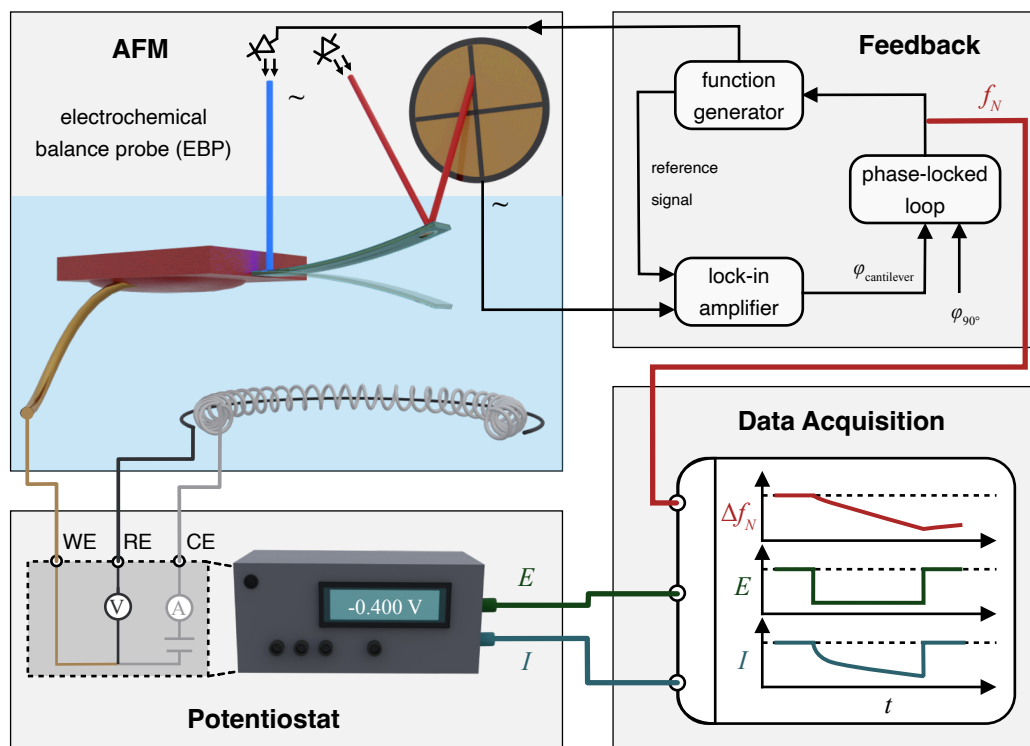 AFM
electrochemical
balance probe (EBP)
~
~
Feedback
function
generator
f_N
reference
signal
phase-locked
loop
lock-in
amplifier
φ_cantilever
φ_90°
Data Acquisition
Δf_N
E
I
t
WE RE CE
V
A
-0.400 V
E
I
Potentiostat